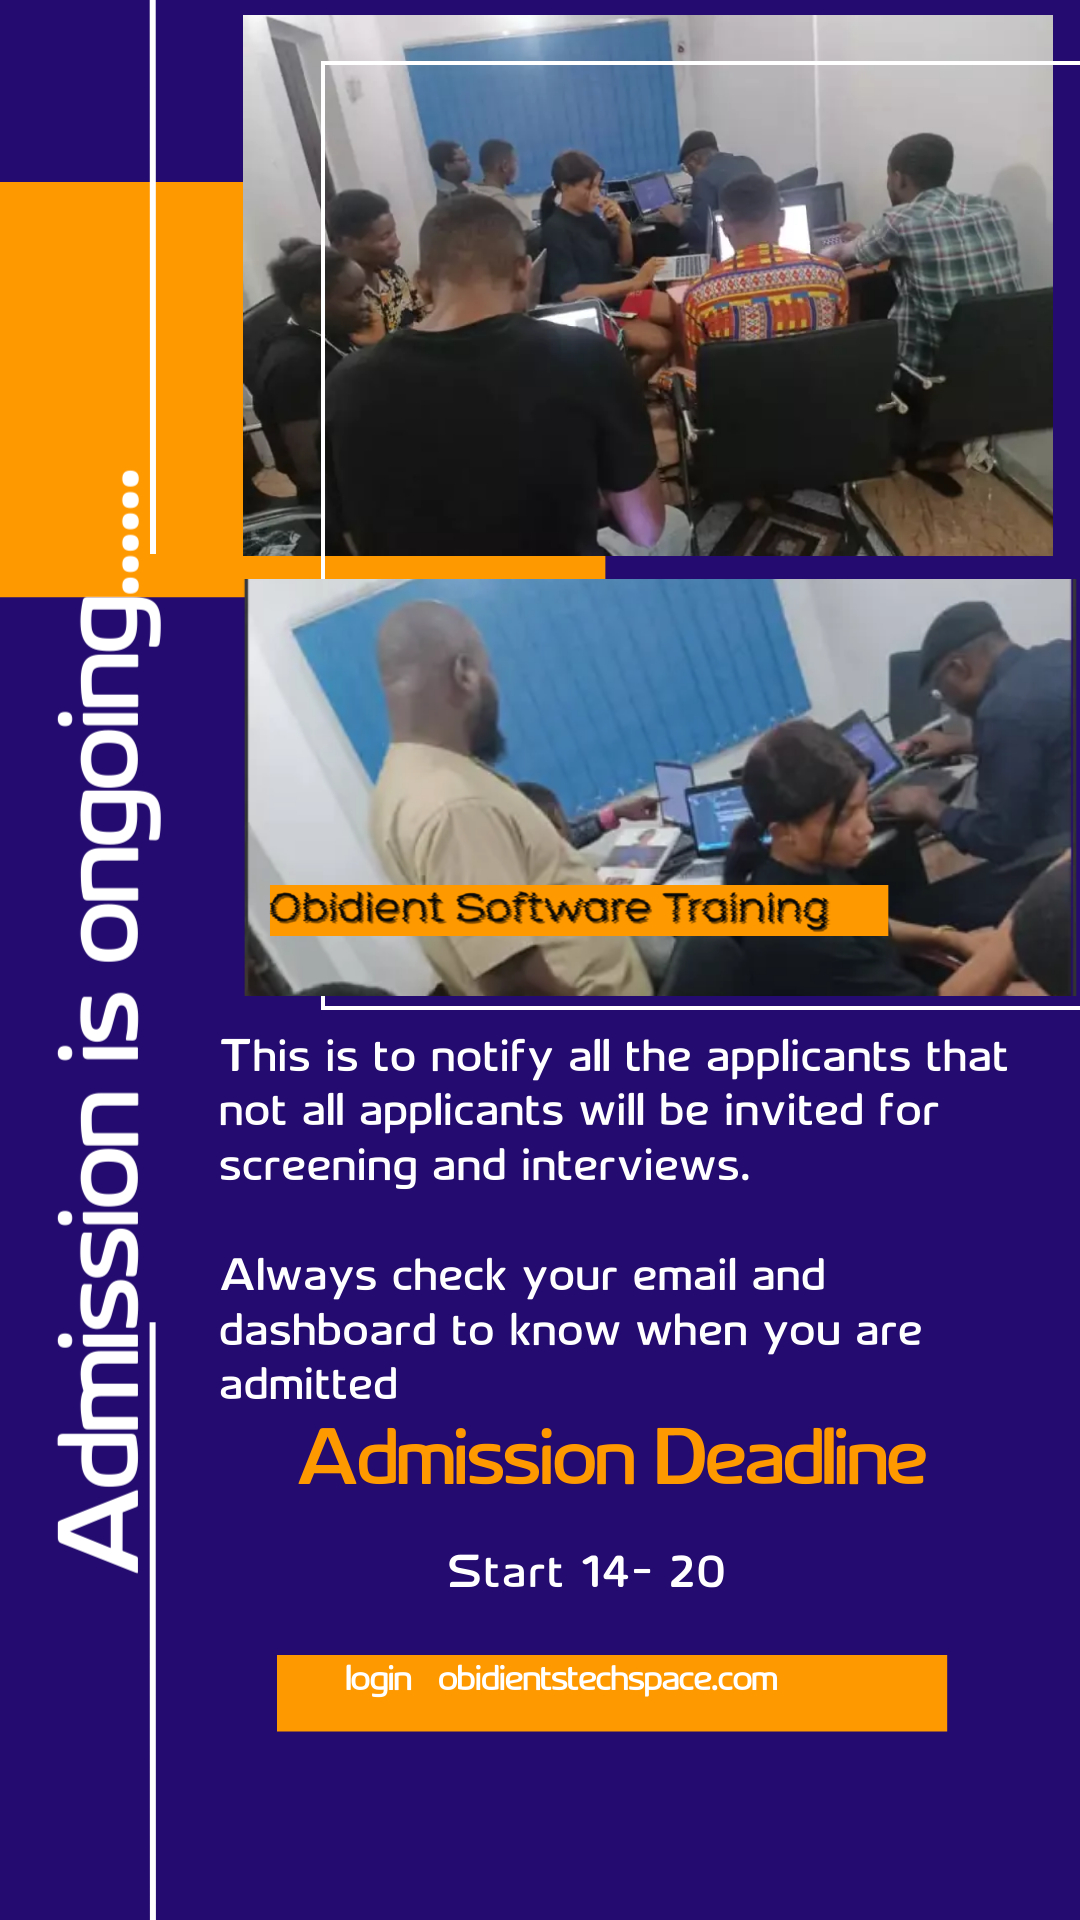 Admission is ongoing......
Obidient Software Training
This is to notify all the applicants that
not all applicants will be invited for
screening and interviews.
Always check your email and
dashboard to know when you are
admitted
Admission Deadline
Start 14- 20
login obidientstechspace.com